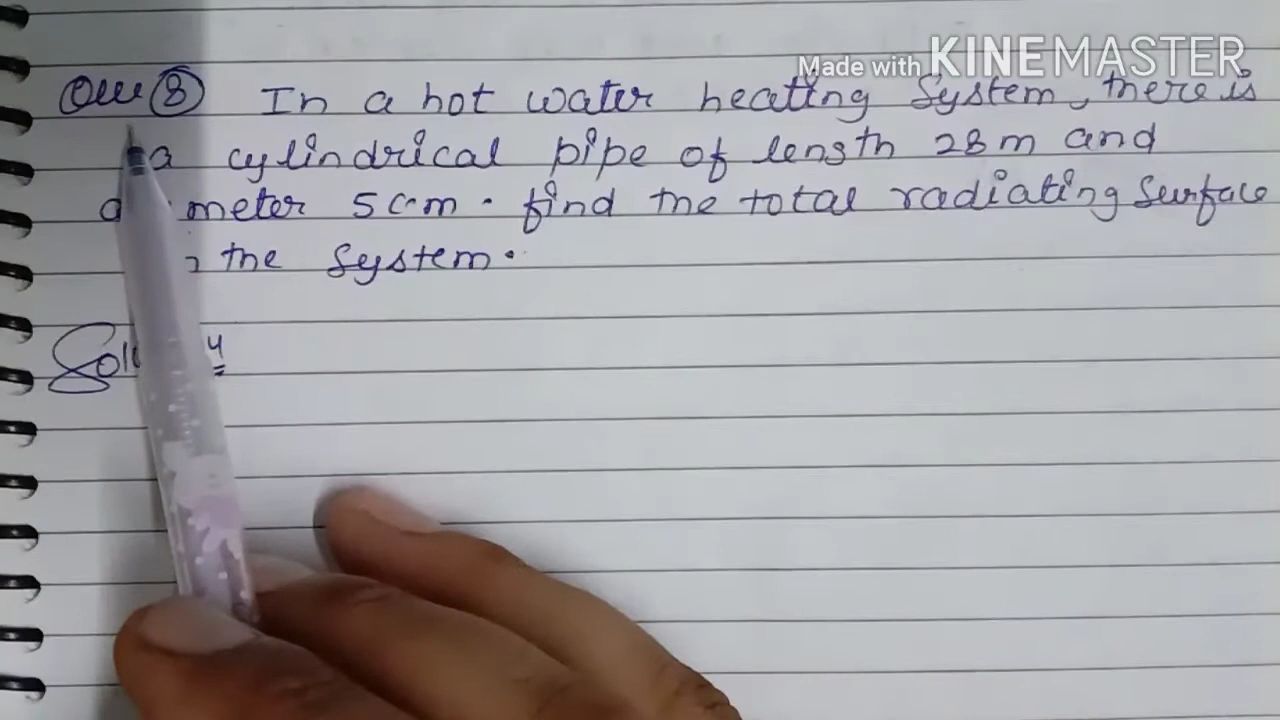 Made with KINEMASTER
Que 8 In a hot water heating System, there is
a cylindrical pipe of length 28 m and
meter 5 cm. find the total radiating Surface
the System.